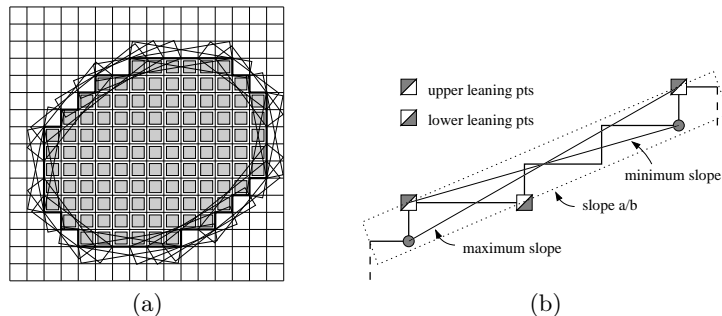 upper leaning pts
lower leaning pts
minimum slope
slope a/b
maximum slope
(a)
(b)